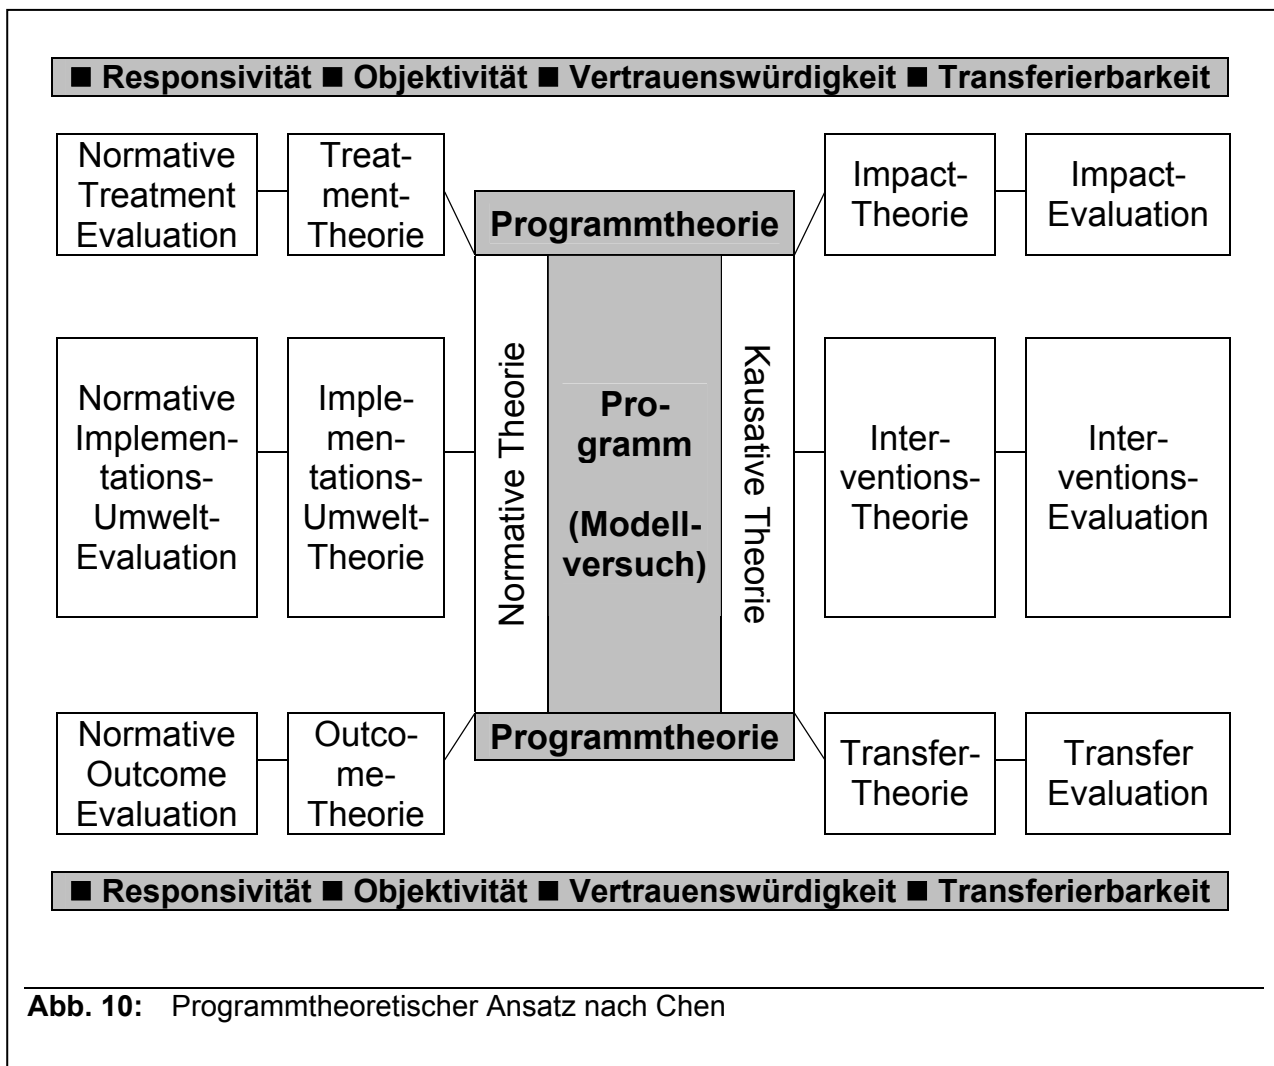 ■ Responsivität ■ Objektivität ■ Vertrauenswürdigkeit ■ Transferierbarkeit
Normative
Treatment
Evaluation
Treat-
ment-
Theorie
Programmtheorie
Impact-
Theorie
Impact-
Evaluation
Normative
Implemen-
tations-
Umwelt-
Evaluation
Imple-
men-
tations-
Umwelt-
Theorie
Normative Theorie
Pro-
gramm
(Modell-
versuch)
Kausative Theorie
Inter-
ventions-
Theorie
Inter-
ventions-
Evaluation
Normative
Outcome
Evaluation
Outco-
me-
Theorie
Programmtheorie
Transfer-
Theorie
Transfer
Evaluation
■ Responsivität ■ Objektivität ■ Vertrauenswürdigkeit ■ Transferierbarkeit
Abb. 10: Programmtheoretischer Ansatz nach Chen